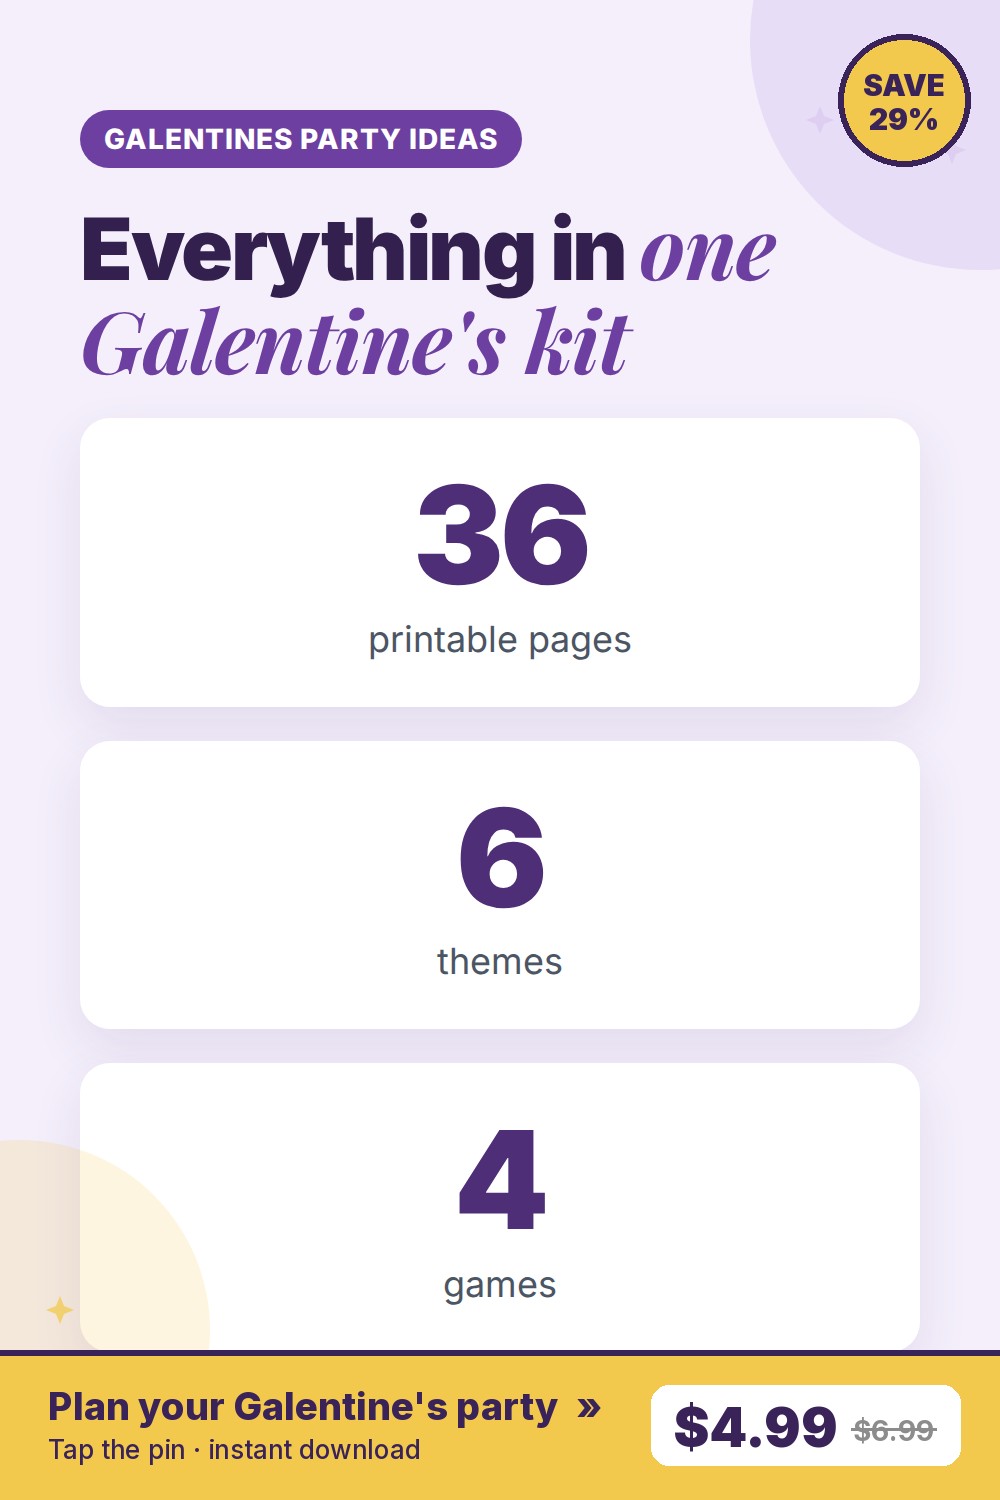 SAVE
29%
GALENTINES PARTY IDEAS
Everything in one
Galentine's kit
36
printable pages
6
themes
4
games
Plan your Galentine's party »
Tap the pin · instant download
$4.99 $6.99